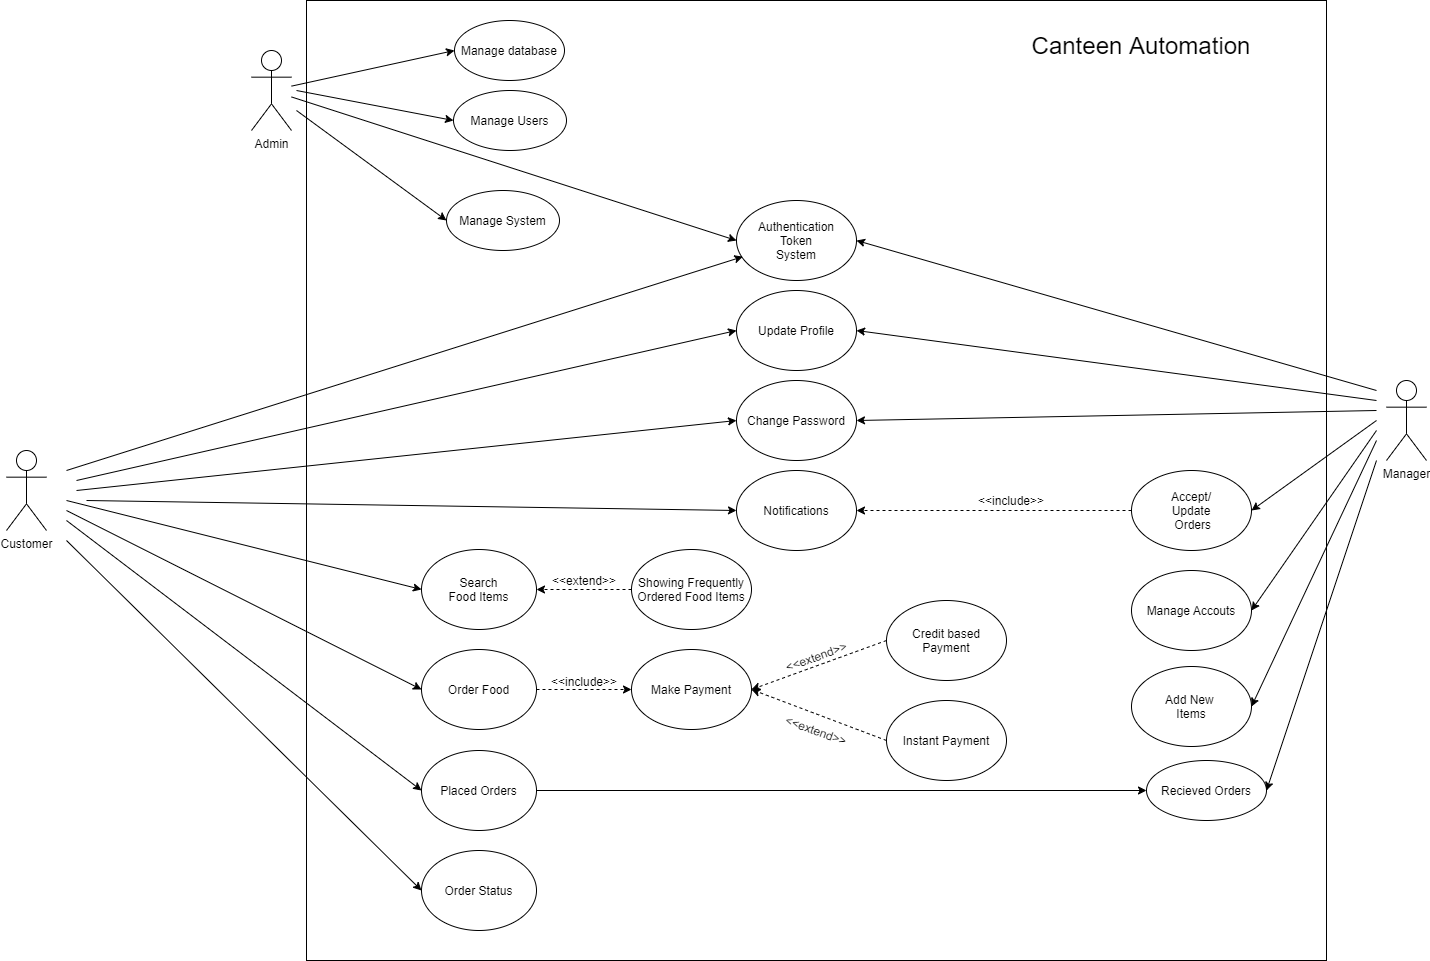 Canteen Automation
Manage database
Manage Users
Admin
Manage System
Authentication
Token
System
Update Profile
Change Password
Manager
Notifications
<<include>>
Accept/
Update
Orders
Customer
Search
Food Items
<<extend>>
Showing Frequently
Ordered Food Items
Manage Accouts
Credit based
Payment
<<extend>>
Order Food
<<include>>
Make Payment
Add New
Items
<<extend>>
Instant Payment
Placed Orders
Recieved Orders
Order Status